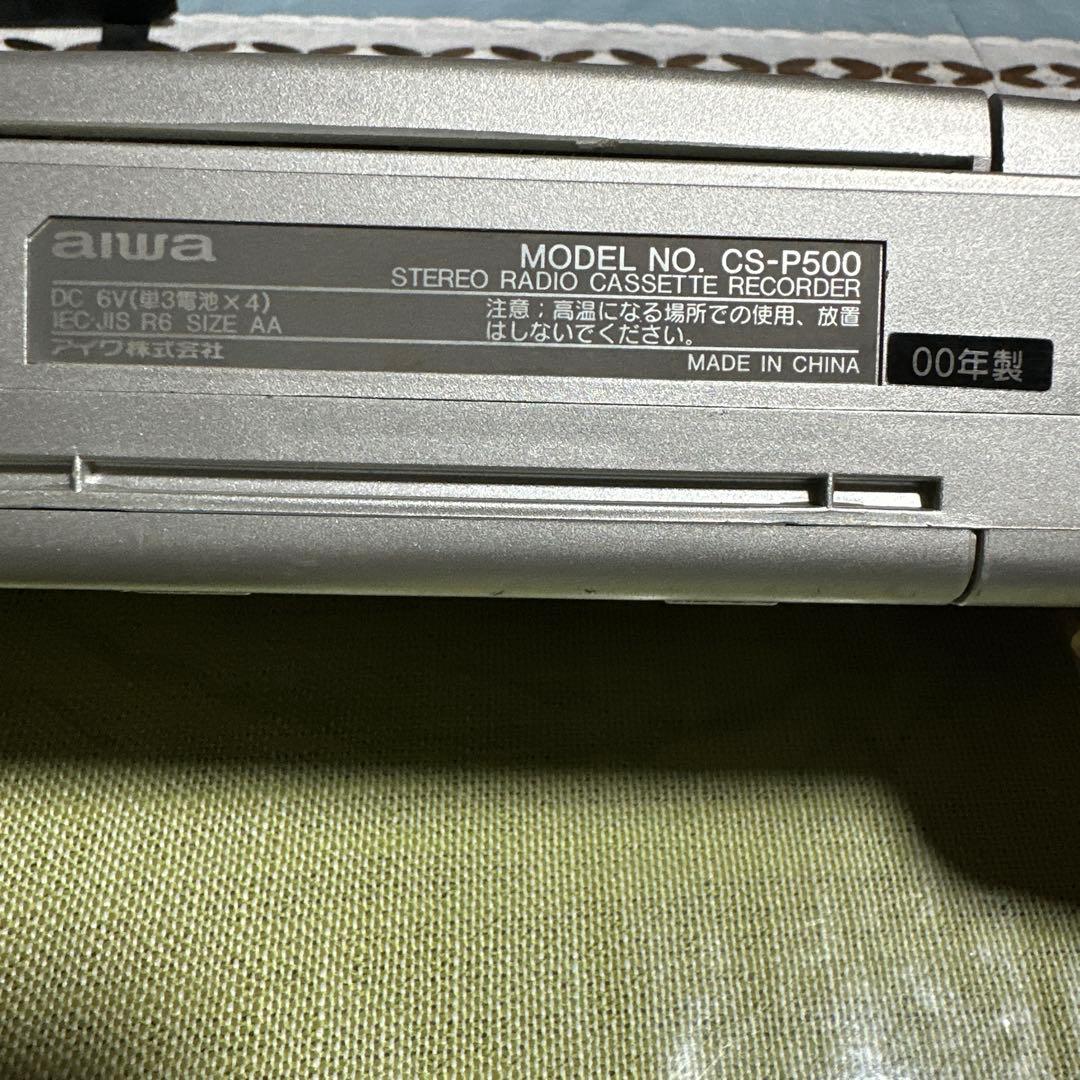 aiwa
MODEL NO. CS-P500
STEREO RADIO CASSETTE RECORDER
DC 6V(単3電池×4)
IEC·JIS R6 SIZE AA
アイワ株式会社
注意；高温になる場所での使用、放置
はしないでください。
MADE IN CHINA
00年製